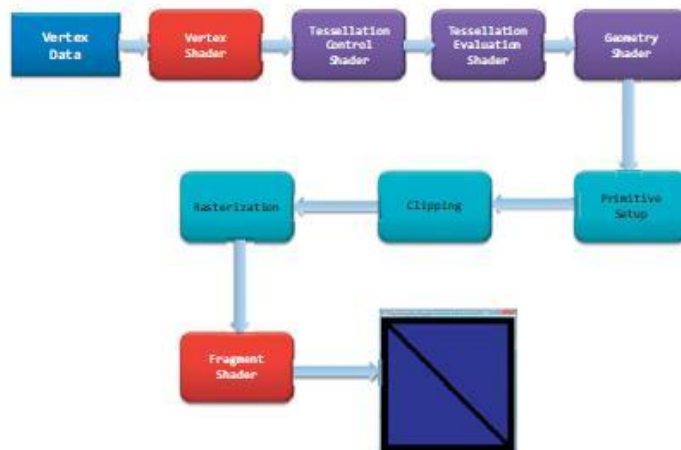 Vertex
Data
Vertex
Shader
Tessellation
Control
Shader
Tessellation
Evaluation
Shader
Geometry
Shader
Primitive
Setup
Clipping
Rasterization
Fragment
Shader